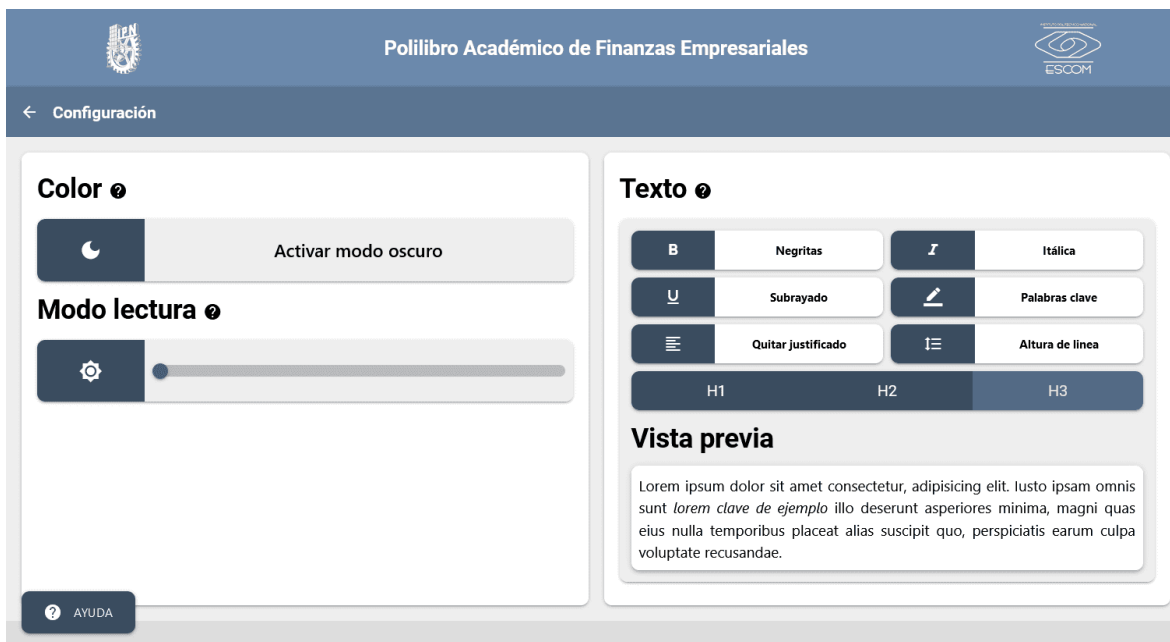 IPN
Polilibro Académico de Finanzas Empresariales
ESCOM
← Configuración
Color
Activar modo oscuro
Modo lectura
Texto
B Negritas
I Itálica
U Subrayado
Palabras clave
Quitar justificado
Altura de linea
H1 H2 H3
Vista previa
Lorem ipsum dolor sit amet consectetur, adipisicing elit. Iusto ipsam omnis
sunt lorem clave de ejemplo illo deserunt asperiores minima, magni quas
eius nulla temporibus placeat alias suscipit quo, perspiciatis earum culpa
voluptate recusandae.
AYUDA